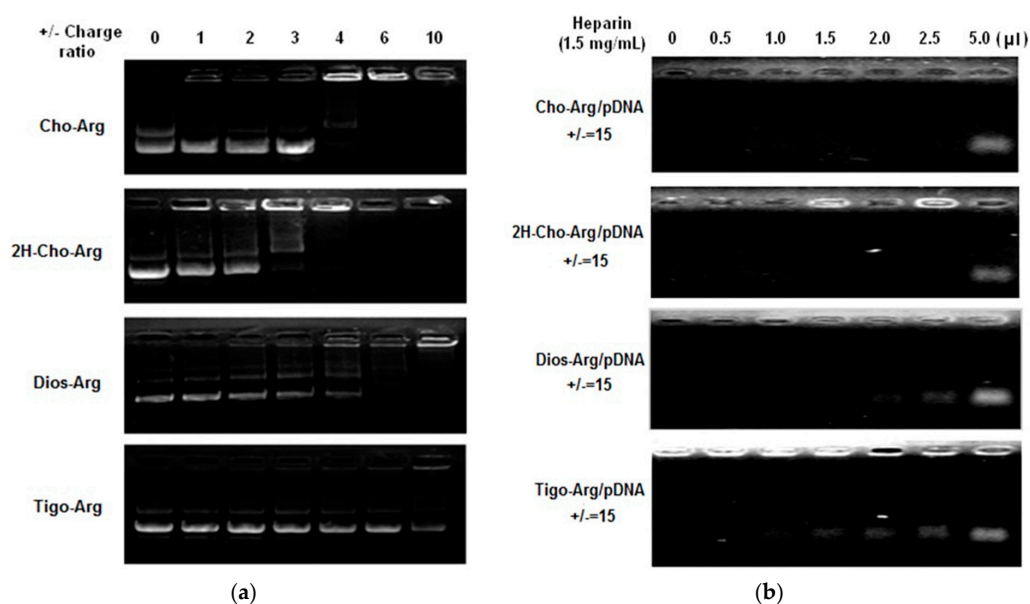 +/- Charge
ratio
0 1 2 3 4 6 10
Cho-Arg
2H-Cho-Arg
Dios-Arg
Tigo-Arg
(a)
Heparin
(1.5 mg/mL)
0 0.5 1.0 1.5 2.0 2.5 5.0 (µl)
Cho-Arg/pDNA
+/-=15
2H-Cho-Arg/pDNA
+/-=15
Dios-Arg/pDNA
+/-=15
Tigo-Arg/pDNA
+/-=15
(b)